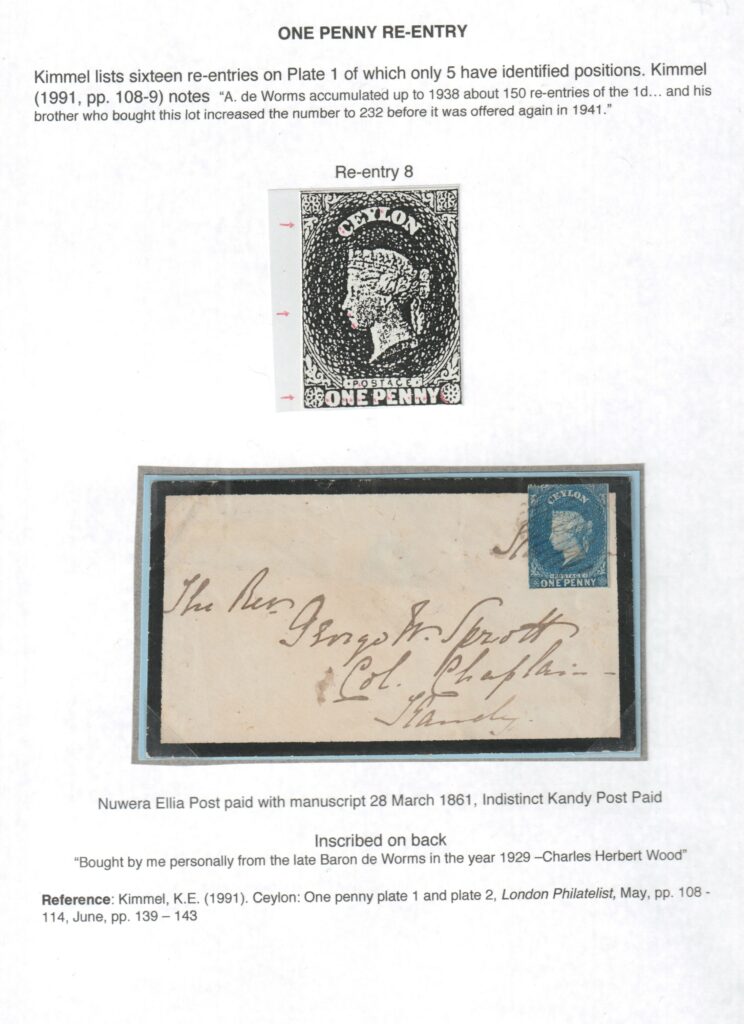 ONE PENNY RE-ENTRY
Kimmel lists sixteen re-entries on Plate 1 of which only 5 have identified positions. Kimmel
(1991, pp. 108-9) notes “A. de Worms accumulated up to 1938 about 150 re-entries of the 1d... and his
brother who bought this lot increased the number to 232 before it was offered again in 1941.”
Re-entry 8
CEYLON
POSTAGE
ONE PENNY
CEYLON
POSTAGE
ONE PENNY
The Rev.
George W. Sprott
Col. Chaplain
Kandy.
Nuwera Ellia Post paid with manuscript 28 March 1861, Indistinct Kandy Post Paid
Inscribed on back
“Bought by me personally from the late Baron de Worms in the year 1929 –Charles Herbert Wood”
Reference: Kimmel, K.E. (1991). Ceylon: One penny plate 1 and plate 2, London Philatelist, May, pp. 108 -
114, June, pp. 139 – 143